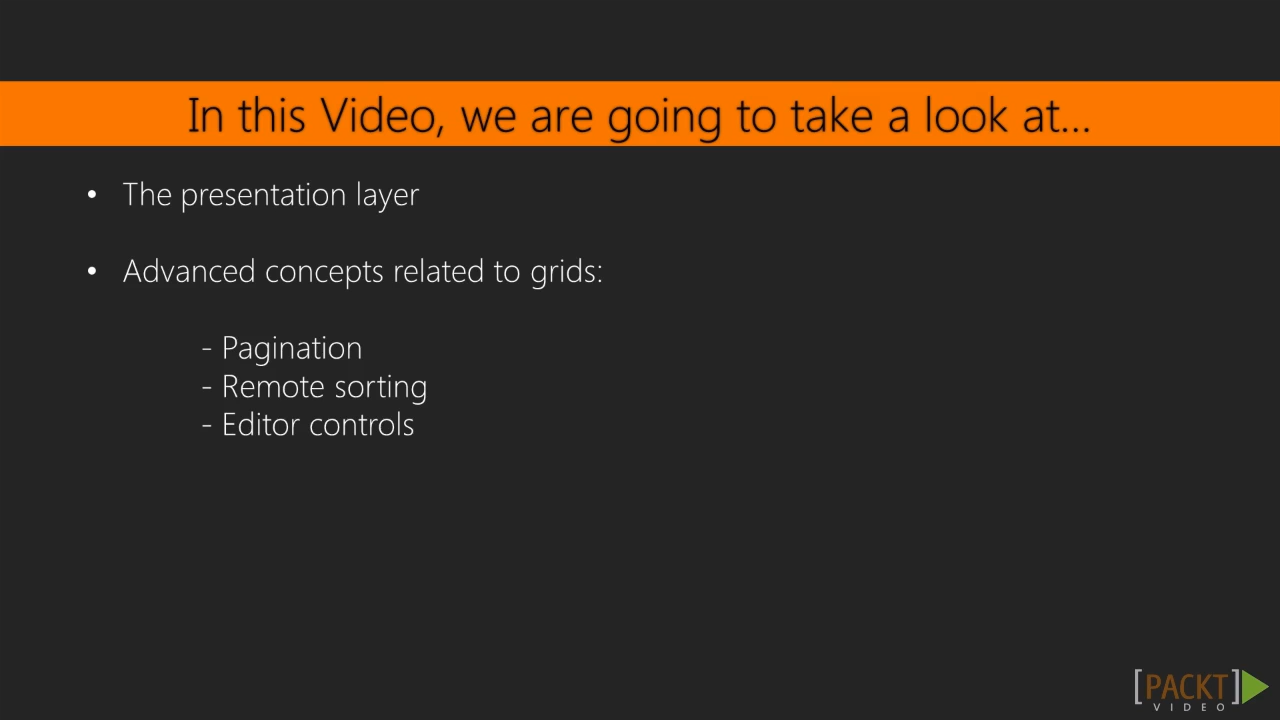 In this Video, we are going to take a look at...
• The presentation layer
• Advanced concepts related to grids:
- Pagination
- Remote sorting
- Editor controls
[PACKT]
VIDEO